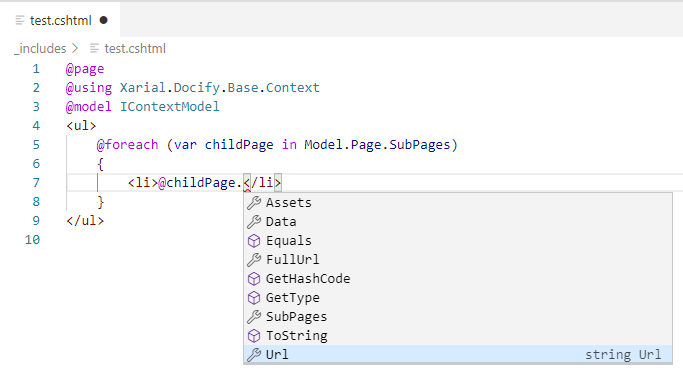 test.cshtml ●
_includes > test.cshtml
1 @page
2 @using Xarial.Docify.Base.Context
3 @model IContextModel
4 <ul>
5     @foreach (var childPage in Model.Page.SubPages)
6     {
7         <li>@childPage.</li>
8     }
9 </ul>
10
Assets
Data
Equals
FullUrl
GetHashCode
GetType
SubPages
ToString
Url string Url